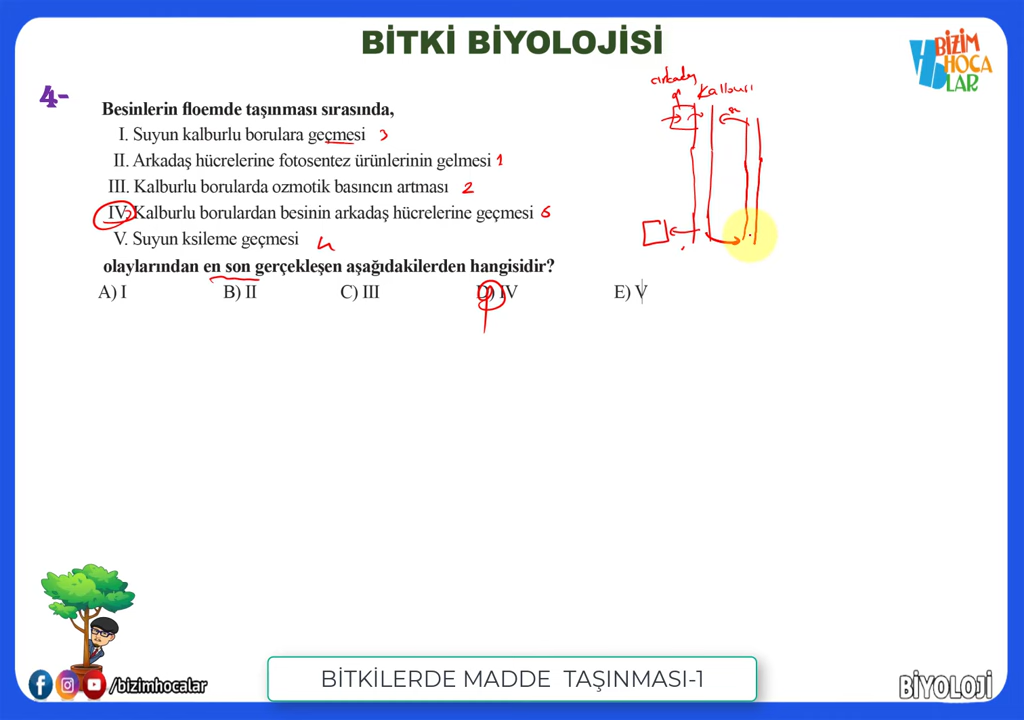 BİTKİ BİYOLOJİSİ
BİZİM
HOCA
LAR
4-
arkadaş
Kalburlu
Besinlerin floemde taşınması sırasında,
I. Suyun kalburlu borulara geçmesi 3
II. Arkadaş hücrelerine fotosentez ürünlerinin gelmesi 1
III. Kalburlu borularda ozmotik basıncın artması 2
IV. Kalburlu borulardan besinin arkadaş hücrelerine geçmesi
V. Suyun ksileme geçmesi 4
olaylarından en son gerçekleşen aşağıdakilerden hangisidir?
A) I B) II C) III D) IV E) V
BİTKİLERDE MADDE TAŞINMASI-1
/bizimhocalar
BİYOLOJİ